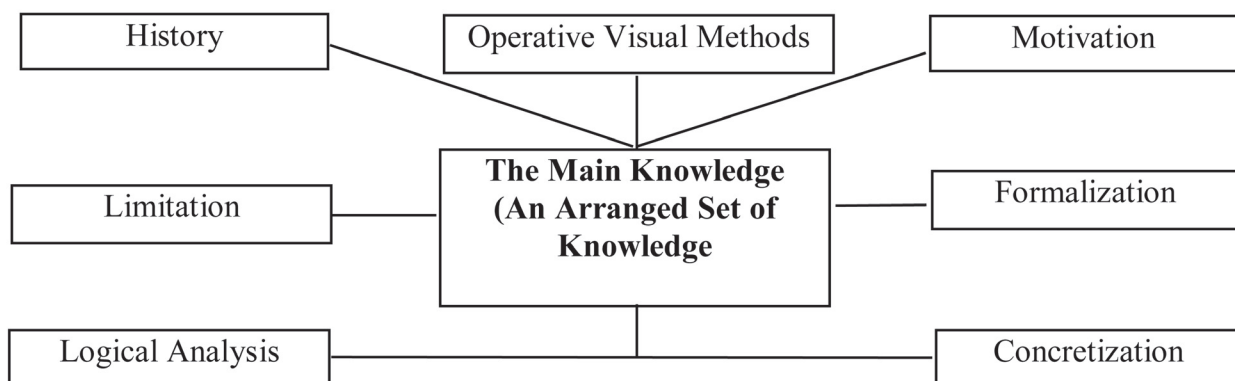 History
Operative Visual Methods
Motivation
The Main Knowledge
(An Arranged Set of
Knowledge
Limitation
Formalization
Logical Analysis
Concretization